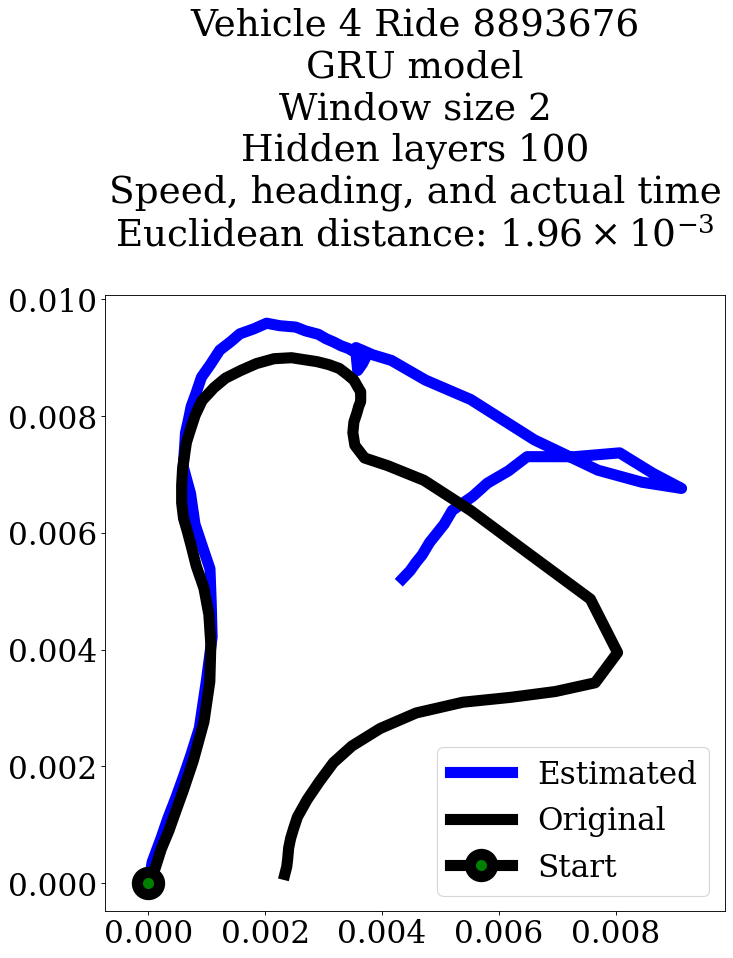 Vehicle 4 Ride 8893676
GRU model
Window size 2
Hidden layers 100
Speed, heading, and actual time
Euclidean distance: 1.96 × 10⁻³
0.010
0.008
0.006
0.004
0.002
0.000
Estimated
Original
Start
0.000 0.002 0.004 0.006 0.008